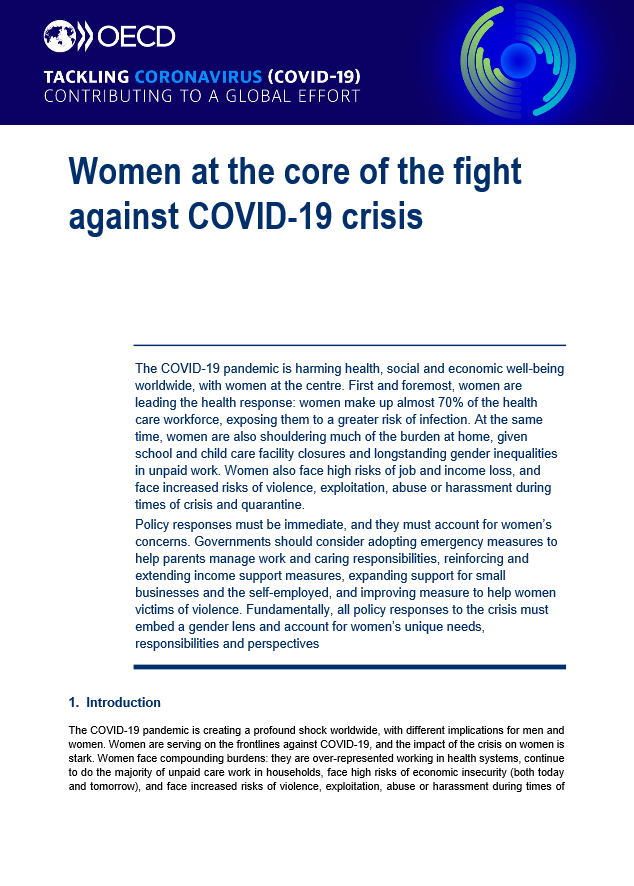 OECD
TACKLING CORONAVIRUS (COVID-19)
CONTRIBUTING TO A GLOBAL EFFORT
Women at the core of the fight
against COVID-19 crisis
The COVID-19 pandemic is harming health, social and economic well-being
worldwide, with women at the centre. First and foremost, women are
leading the health response: women make up almost 70% of the health
care workforce, exposing them to a greater risk of infection. At the same
time, women are also shouldering much of the burden at home, given
school and child care facility closures and longstanding gender inequalities
in unpaid work. Women also face high risks of job and income loss, and
face increased risks of violence, exploitation, abuse or harassment during
times of crisis and quarantine.
Policy responses must be immediate, and they must account for women’s
concerns. Governments should consider adopting emergency measures to
help parents manage work and caring responsibilities, reinforcing and
extending income support measures, expanding support for small
businesses and the self-employed, and improving measure to help women
victims of violence. Fundamentally, all policy responses to the crisis must
embed a gender lens and account for women’s unique needs,
responsibilities and perspectives
1. Introduction
The COVID-19 pandemic is creating a profound shock worldwide, with different implications for men and
women. Women are serving on the frontlines against COVID-19, and the impact of the crisis on women is
stark. Women face compounding burdens: they are over-represented working in health systems, continue
to do the majority of unpaid care work in households, face high risks of economic insecurity (both today
and tomorrow), and face increased risks of violence, exploitation, abuse or harassment during times of